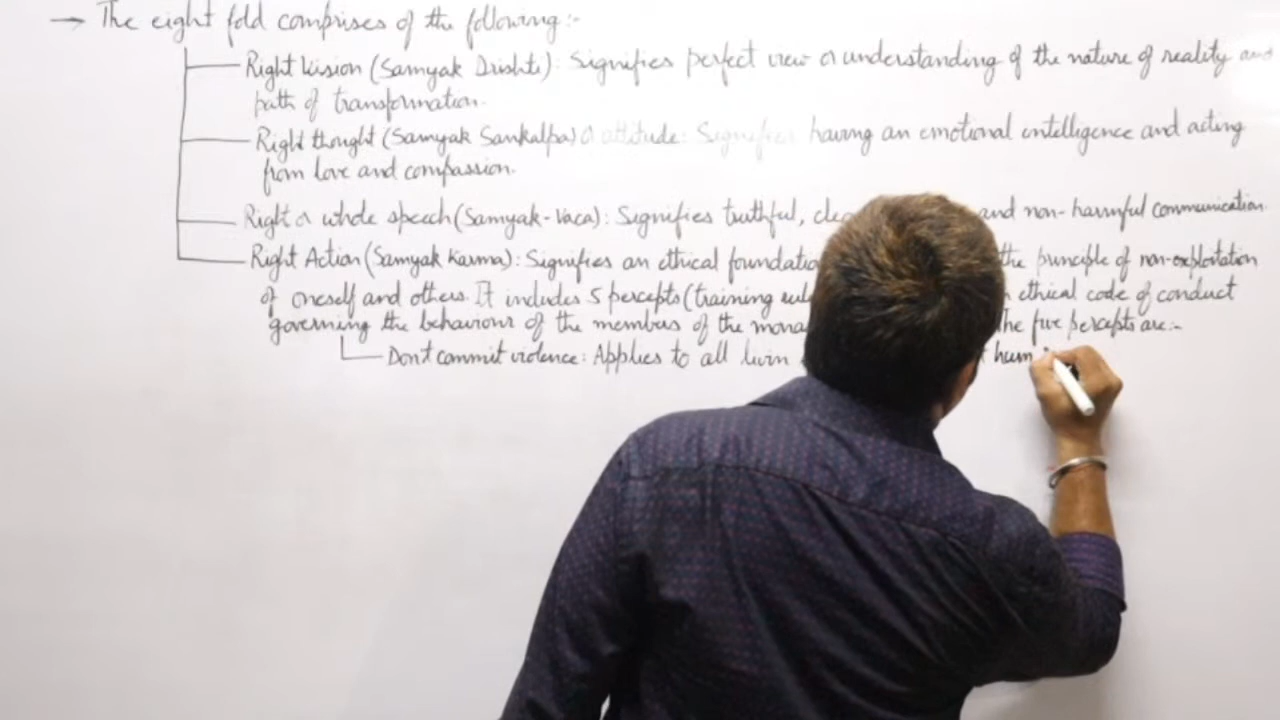 → The eight fold comprises of the following :-
Right Vision (Samyak Drishti): Signifies perfect view or understanding of the nature of reality and
path of transformation.
Right thought (Samyak Sankalpa) or attitude: Signifies having an emotional intelligence and acting
from love and compassion.
Right or whole speech (Samyak-Vaca): Signifies truthful, and non-harmful communication.
Right Action (Samyak Karma): Signifies an ethical the principle of non-exploitation
of oneself and others. It includes 5 percepts (training ethical code of conduct
governing the behaviour of the members of the The five percepts are:-
Don't commit violence: Applies to all livin hum